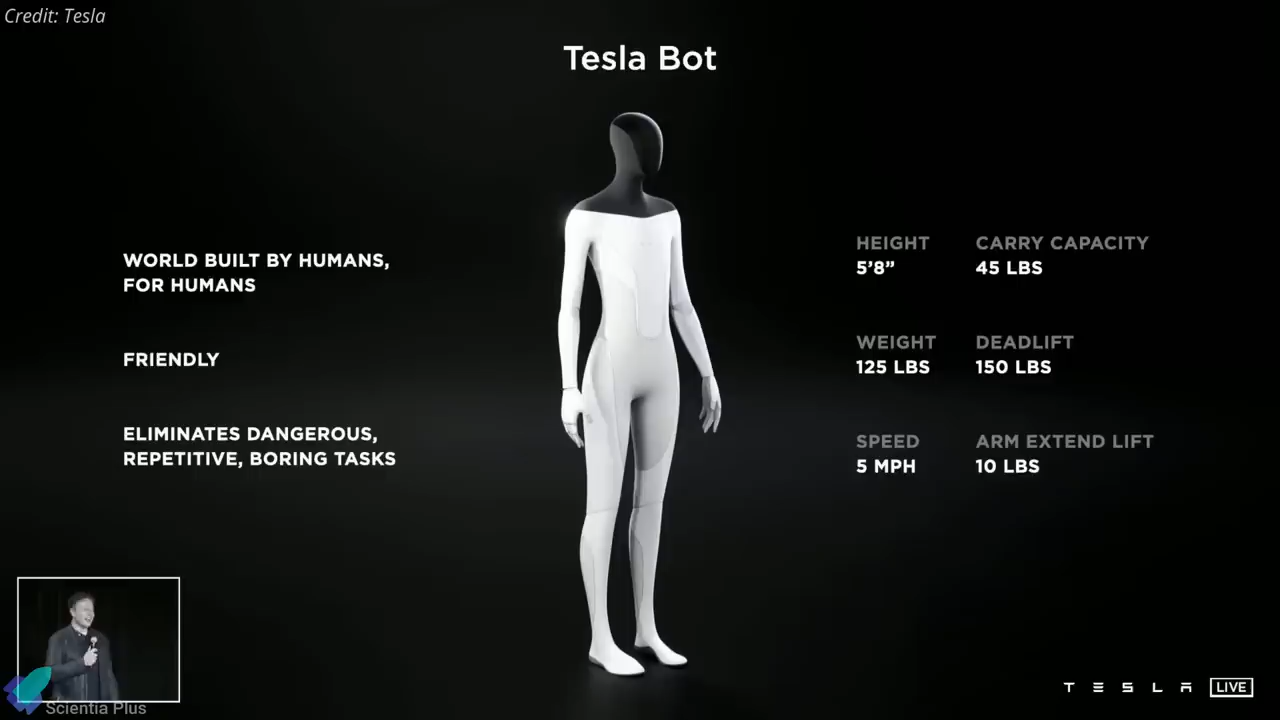 Credit: Tesla
Tesla Bot
WORLD BUILT BY HUMANS,
FOR HUMANS
FRIENDLY
ELIMINATES DANGEROUS,
REPETITIVE, BORING TASKS
HEIGHT
5’8”
CARRY CAPACITY
45 LBS
WEIGHT
125 LBS
DEADLIFT
150 LBS
SPEED
5 MPH
ARM EXTEND LIFT
10 LBS
TESLA LIVE
Scientia Plus